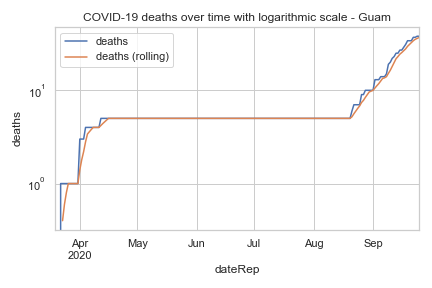 COVID-19 deaths over time with logarithmic scale - Guam
deaths
deaths (rolling)
10¹
10⁰
deaths
Apr May Jun Jul Aug Sep
2020
dateRep